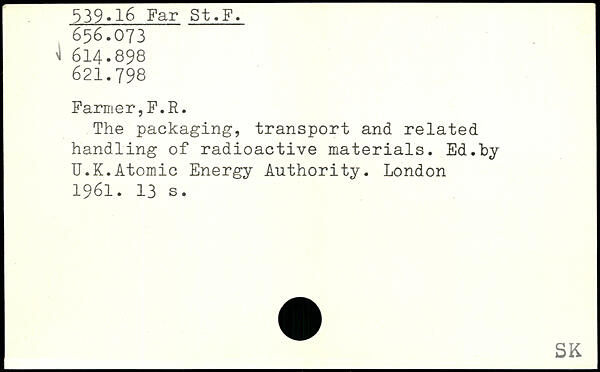 539.16 Far St.F.
656.073
√ 614.898
621.798
Farmer,F.R.
The packaging, transport and related
handling of radioactive materials. Ed.by
U.K.Atomic Energy Authority. London
1961. 13 s.
SK